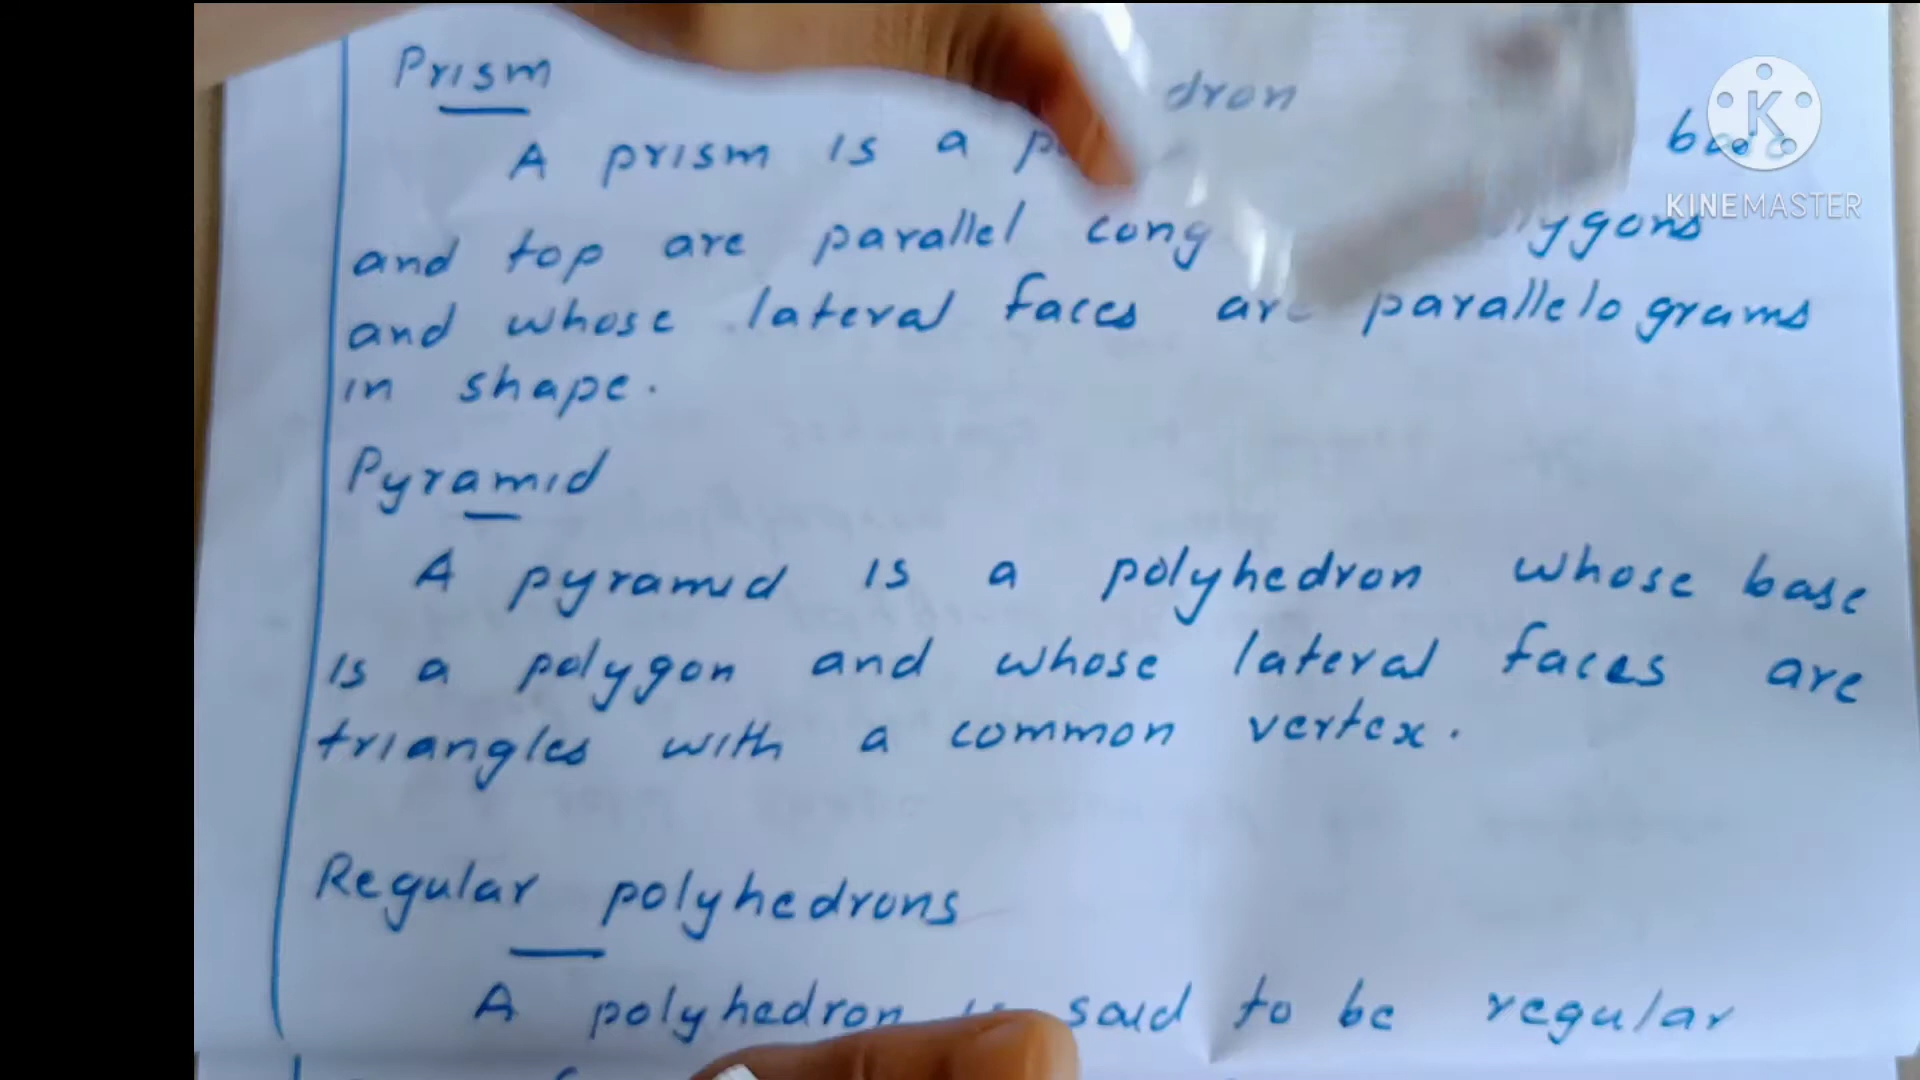 Prism
A prism is a dron
and top are parallel cong ygons
and whose lateral faces are parallelograms
in shape.
Pyramid
A pyramid is a polyhedron whose base
is a polygon and whose lateral faces are
triangles with a common vertex.
Regular polyhedrons
A polyhedron said to be regular
K
KINEMASTER